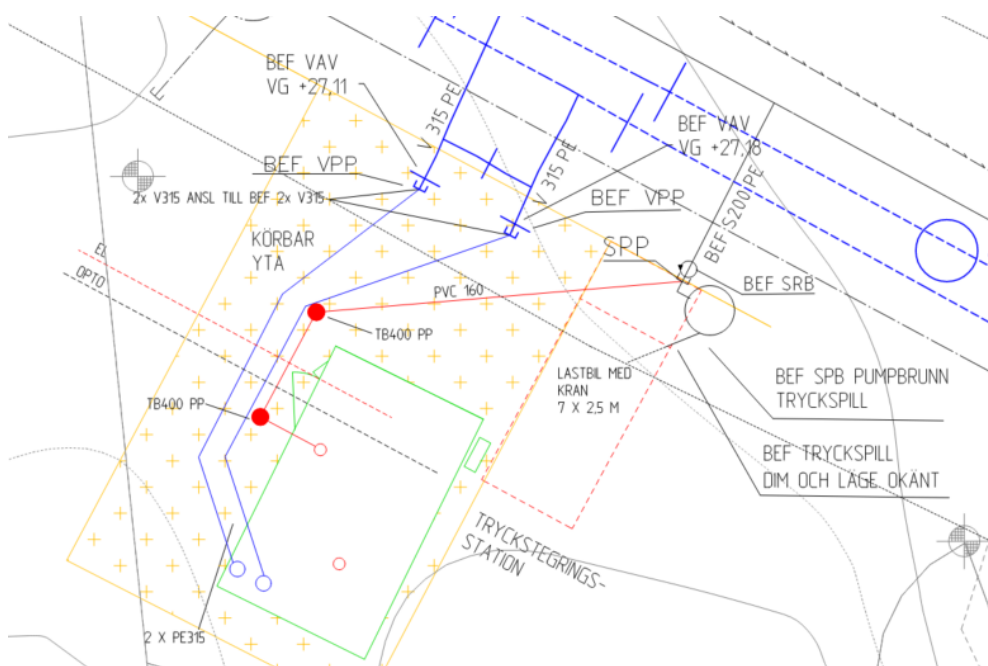 BEF VAV
VG +27,11
V 315 PE
BEF VAV
VG +27,18
BEF VPP
2x V315 ANSL TILL BEF 2x V315
V 315 PE
BEF VPP
BEF S200 PE
KÖRBAR
YTA
SPP
EL
OPTO
PVC 160
BEF SRB
TB400 PP
LASTBIL MED
KRAN
7 X 2,5 M
BEF SPB PUMPBRUNN
TRYCKSPILL
TB400 PP
BEF TRYCKSPILL
DIM OCH LÄGE OKÄNT
TRYCKSTEGRINGS-
STATION
2 X PE315